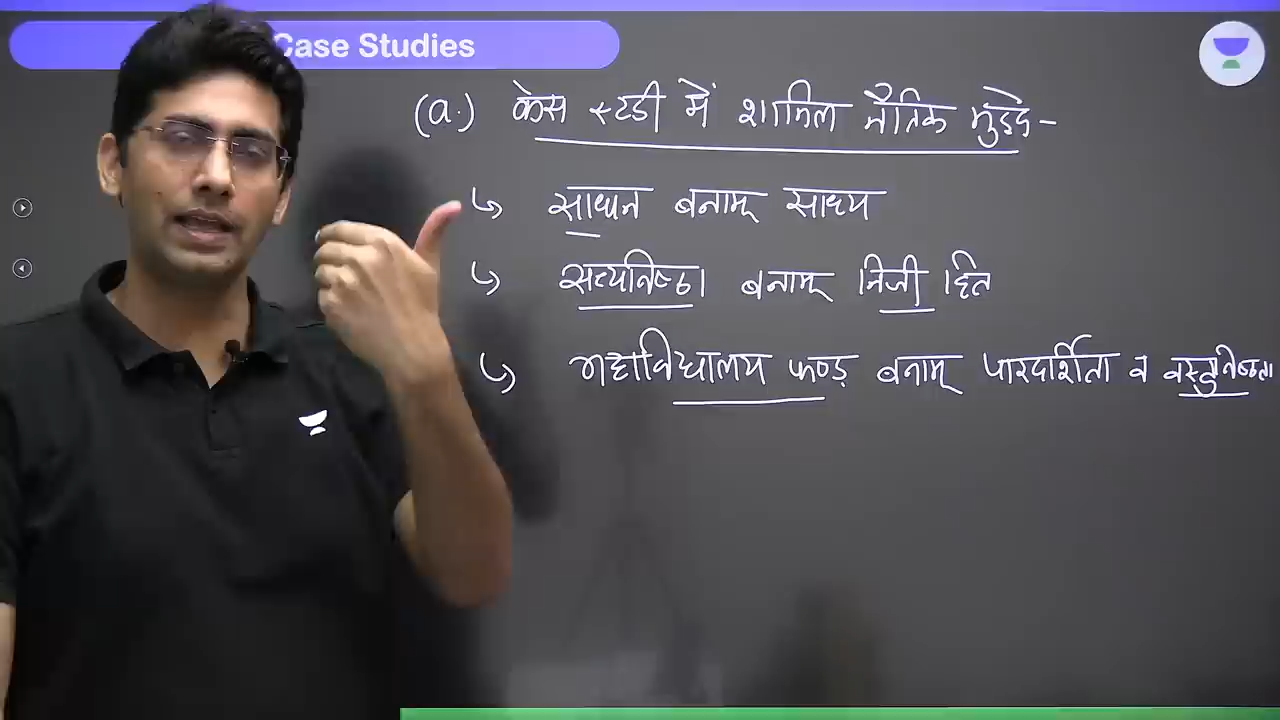 Case Studies
(a.) केस स्टडी में शामिल नैतिक मुद्दे -
साधन बनाम साध्य
सत्यनिष्ठा बनाम निजी हित
महाविद्यालय फण्ड़ बनाम पारदर्शिता व वस्तुनिष्ठता